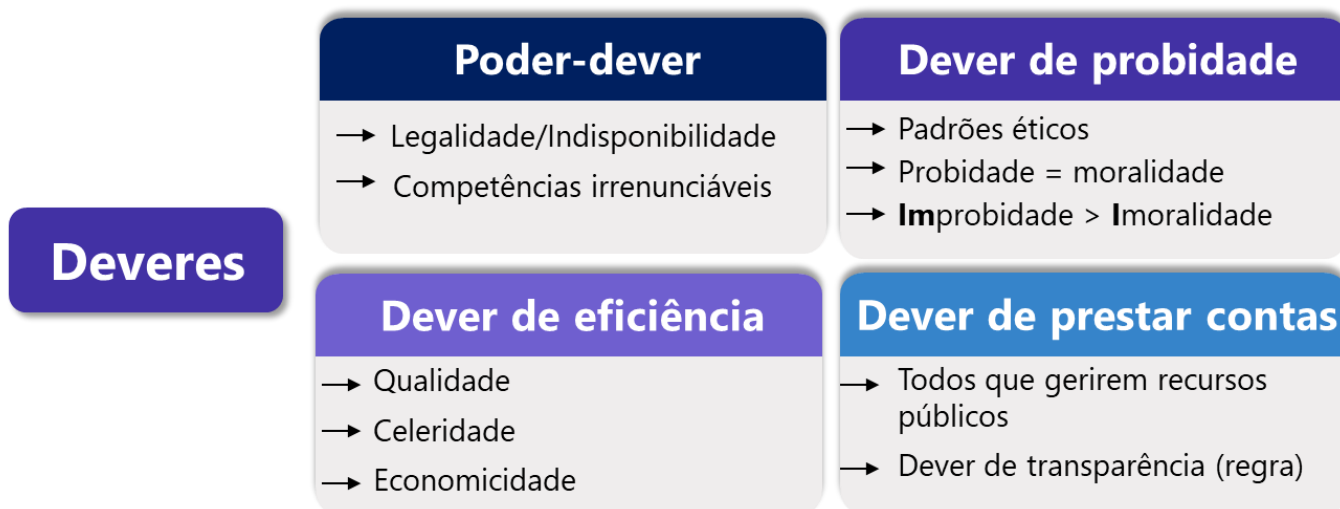 Deveres
Poder-dever
→ Legalidade/Indisponibilidade
→ Competências irrenunciáveis
Dever de probidade
→ Padrões éticos
→ Probidade = moralidade
→ Improbidade > Imoralidade
Dever de eficiência
→ Qualidade
→ Celeridade
→ Economicidade
Dever de prestar contas
→ Todos que gerirem recursos
públicos
→ Dever de transparência (regra)